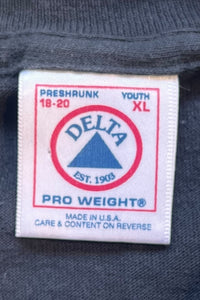 PRESHRUNK YOUTH
18-20 XL
DELTA
EST. 1903
PRO WEIGHT®
MADE IN U.S.A.
CARE & CONTENT ON REVERSE